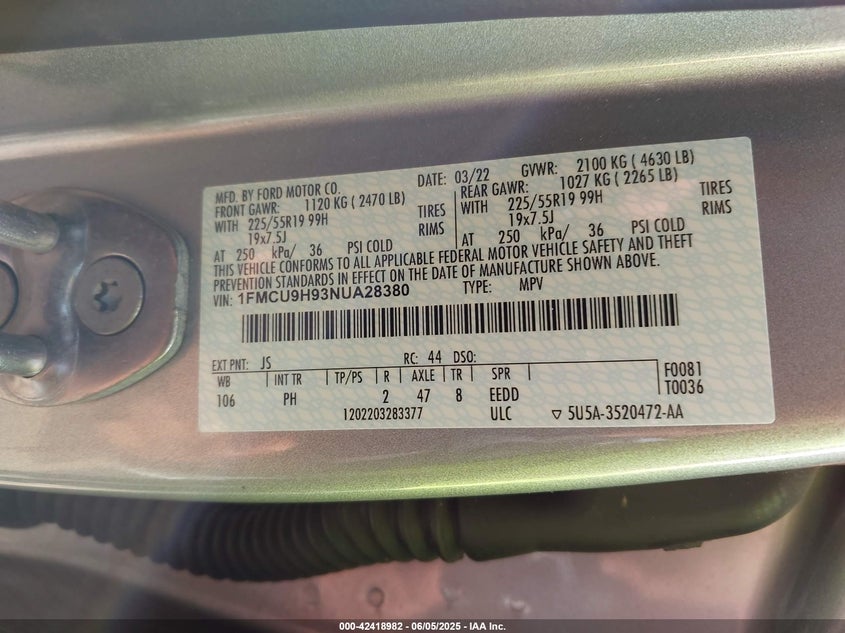 MFD. BY FORD MOTOR CO. DATE: 03/22 GVWR: 2100 KG ( 4630 LB)
FRONT GAWR: 1120 KG ( 2470 LB) REAR GAWR: 1027 KG ( 2265 LB)
WITH 225/55R19 99H TIRES WITH 225/55R19 99H TIRES
19x7.5J RIMS 19x7.5J RIMS
AT 250 kPa/ 36 PSI COLD AT 250 kPa/ 36 PSI COLD
THIS VEHICLE CONFORMS TO ALL APPLICABLE FEDERAL MOTOR VEHICLE SAFETY AND THEFT
PREVENTION STANDARDS IN EFFECT ON THE DATE OF MANUFACTURE SHOWN ABOVE.
VIN: 1FMCU9H93NUA28380 TYPE: MPV
EXT PNT: JS RC: 44 DSO:
WB INT TR TP/PS R AXLE TR SPR F0081
106 PH 2 47 8 EEDD T0036
1202203283377 ULC ▽ 5U5A-3520472-AA
000-42418982 - 06/05/2025 - IAA Inc.